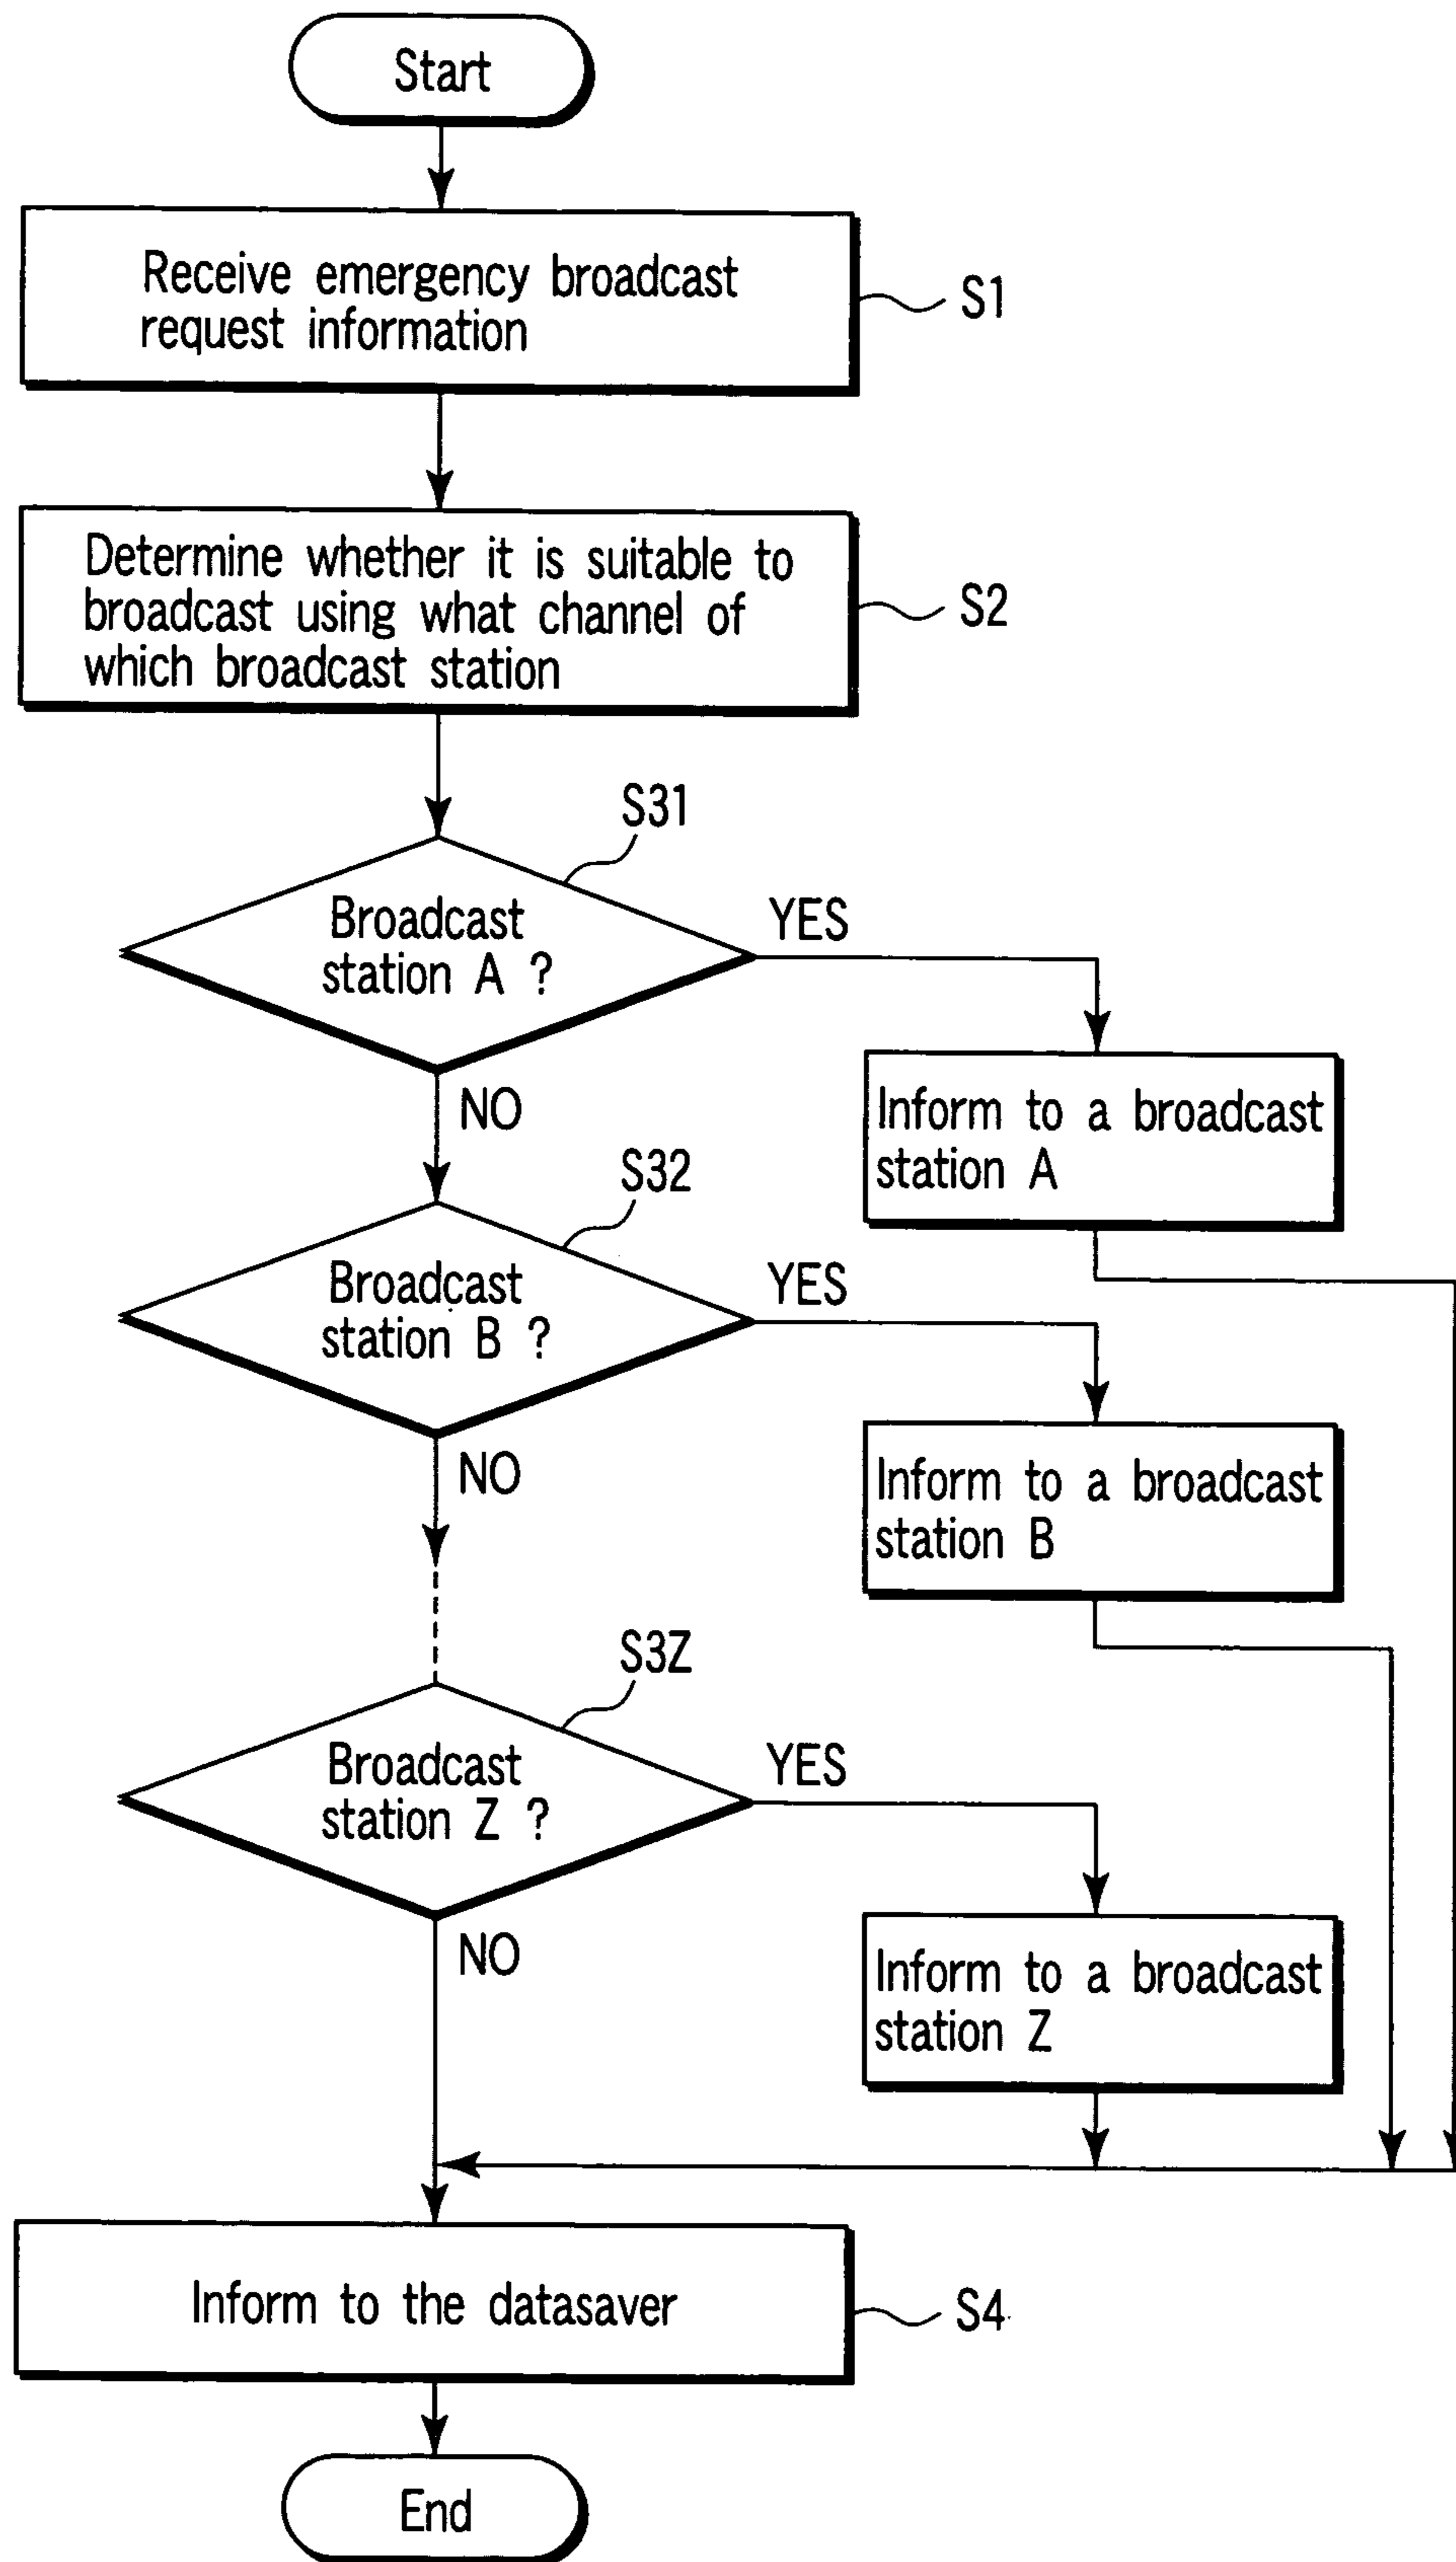 Start
Receive emergency broadcast
request information
S1
Determine whether it is suitable to
broadcast using what channel of
which broadcast station
S2
S31
Broadcast
station A ?
YES
NO
Inform to a broadcast
station A
S32
Broadcast
station B ?
YES
NO
Inform to a broadcast
station B
S3Z
Broadcast
station Z ?
YES
NO
Inform to a broadcast
station Z
Inform to the datasaver
S4
End